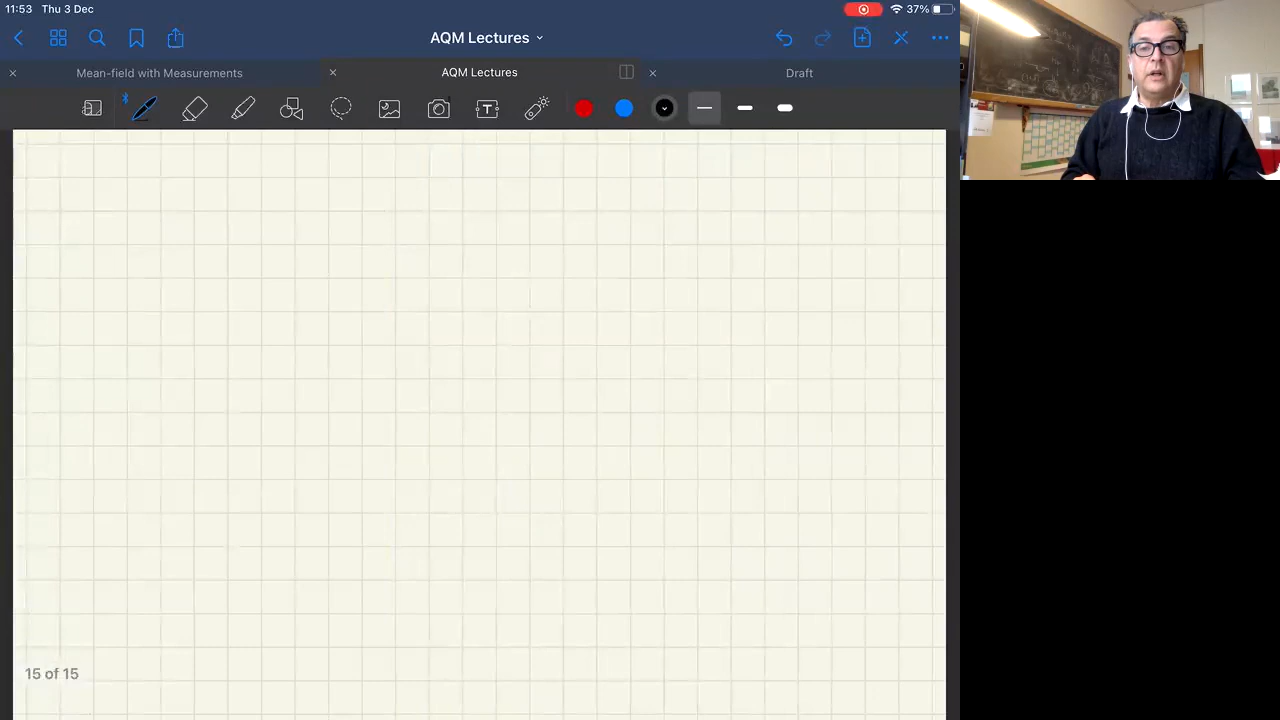 11:53 Thu 3 Dec
37%
AQM Lectures
Mean-field with Measurements
AQM Lectures
Draft
T
15 of 15